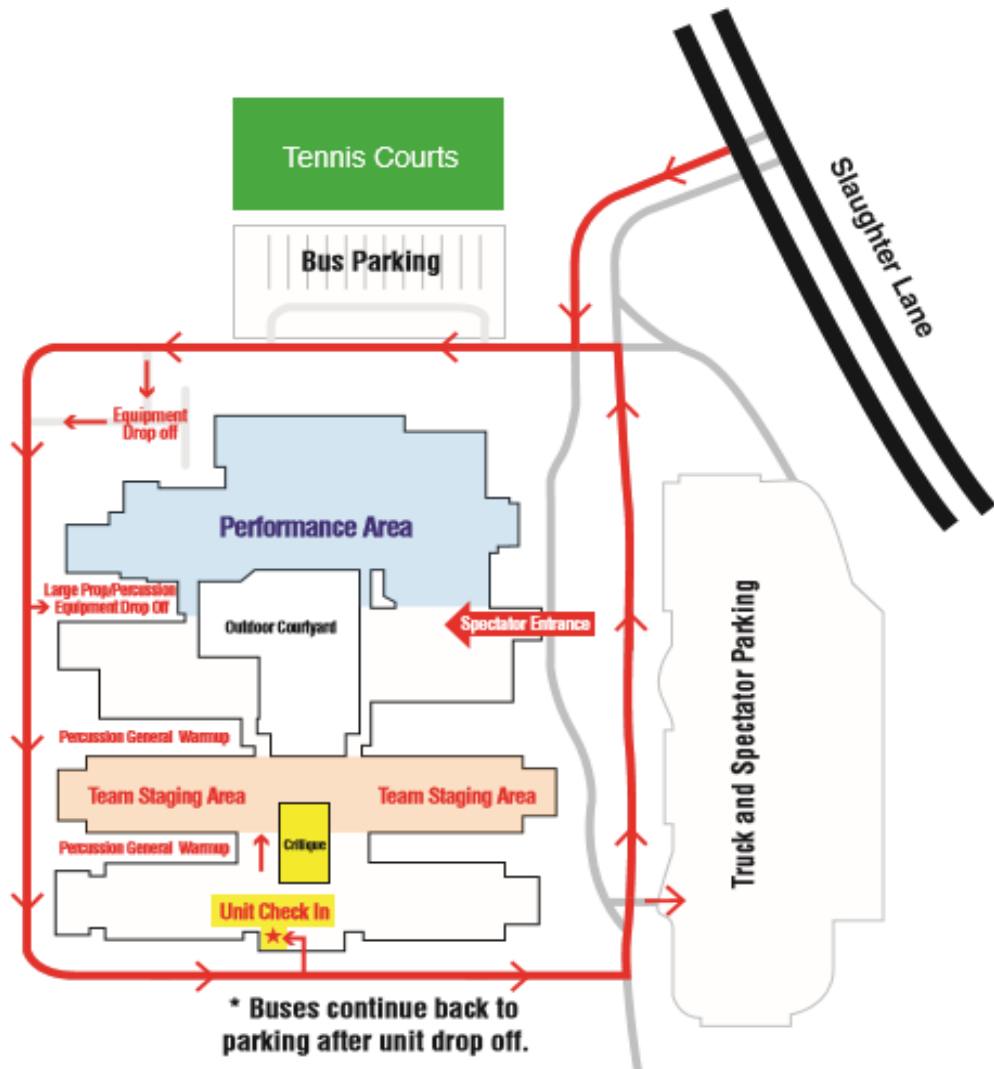 Tennis Courts
Slaughter Lane
Bus Parking
Equipment
Drop off
Performance Area
Large Prop/Percussion
Equipment Drop Off
Outdoor Courtyard
Spectator Entrance
Truck and Spectator Parking
Percussion General Warmup
Team Staging Area
Team Staging Area
Percussion General Warmup
Critique
Unit Check In
* Buses continue back to
parking after unit drop off.